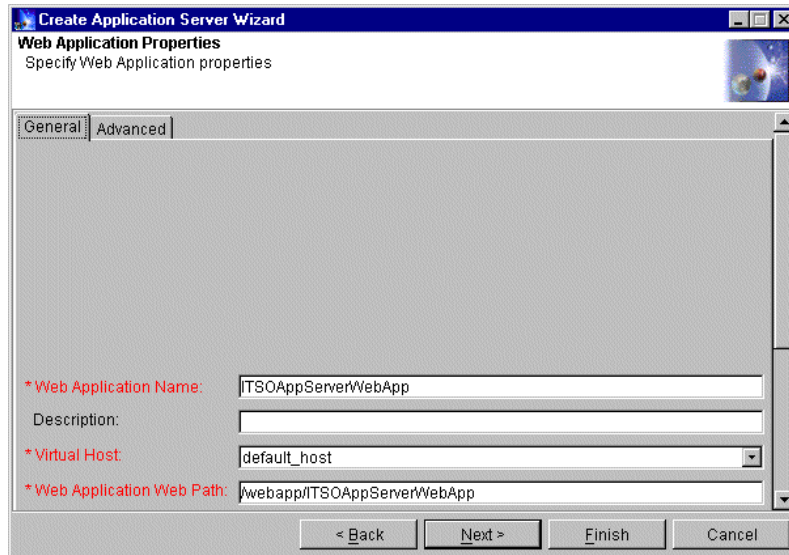 Create Application Server Wizard
Web Application Properties
Specify Web Application properties
General Advanced
* Web Application Name: ITSOAppServerWebApp
Description:
* Virtual Host: default_host
* Web Application Web Path: /webapp/ITSOAppServerWebApp
< Back Next > Finish Cancel